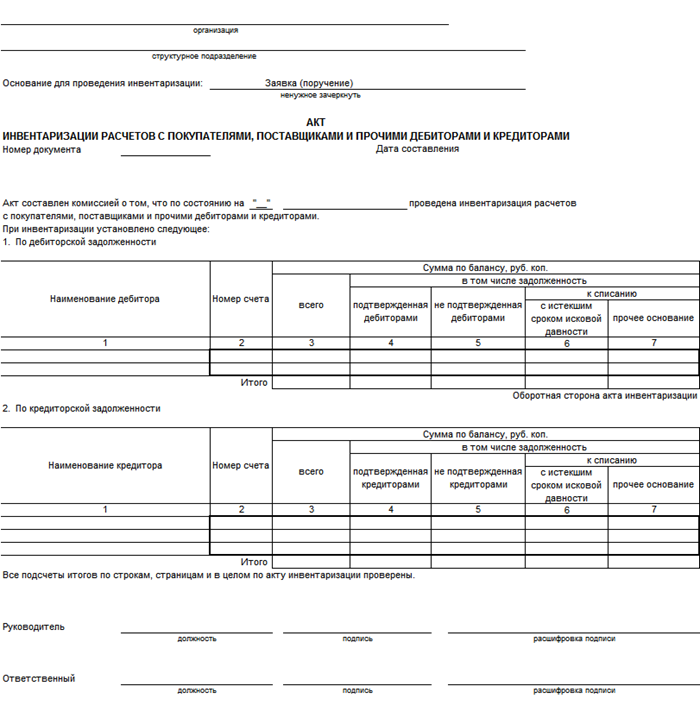 организация
структурное подразделение
Основание для проведения инвентаризации: Заявка (поручение)
ненужное зачеркнуть
АКТ
ИНВЕНТАРИЗАЦИИ РАСЧЕТОВ С ПОКУПАТЕЛЯМИ, ПОСТАВЩИКАМИ И ПРОЧИМИ ДЕБИТОРАМИ И КРЕДИТОРАМИ
Номер документа Дата составления
Акт составлен комиссией о том, что по состоянию на "__" проведена инвентаризация расчетов
с покупателями, поставщиками и прочими дебиторами и кредиторами.
При инвентаризации установлено следующее:
1. По дебиторской задолженности
Сумма по балансу, руб. коп.
в том числе задолженность
к списанию
Наименование дебитора Номер счета всего подтвержденная не подтвержденная с истекшим прочее основание
дебиторами дебиторами сроком исковой
давности
1 2 3 4 5 6 7
Итого
Оборотная сторона акта инвентаризации
2. По кредиторской задолженности
Сумма по балансу, руб. коп.
в том числе задолженность
к списанию
Наименование кредитора Номер счета всего подтвержденная не подтвержденная с истекшим прочее основание
кредиторами кредиторами сроком исковой
давности
1 2 3 4 5 6 7
Итого
Все подсчеты итогов по строкам, страницам и в целом по акту инвентаризации проверены.
Руководитель
должность подпись расшифровка подписи
Ответственный
должность подпись расшифровка подписи